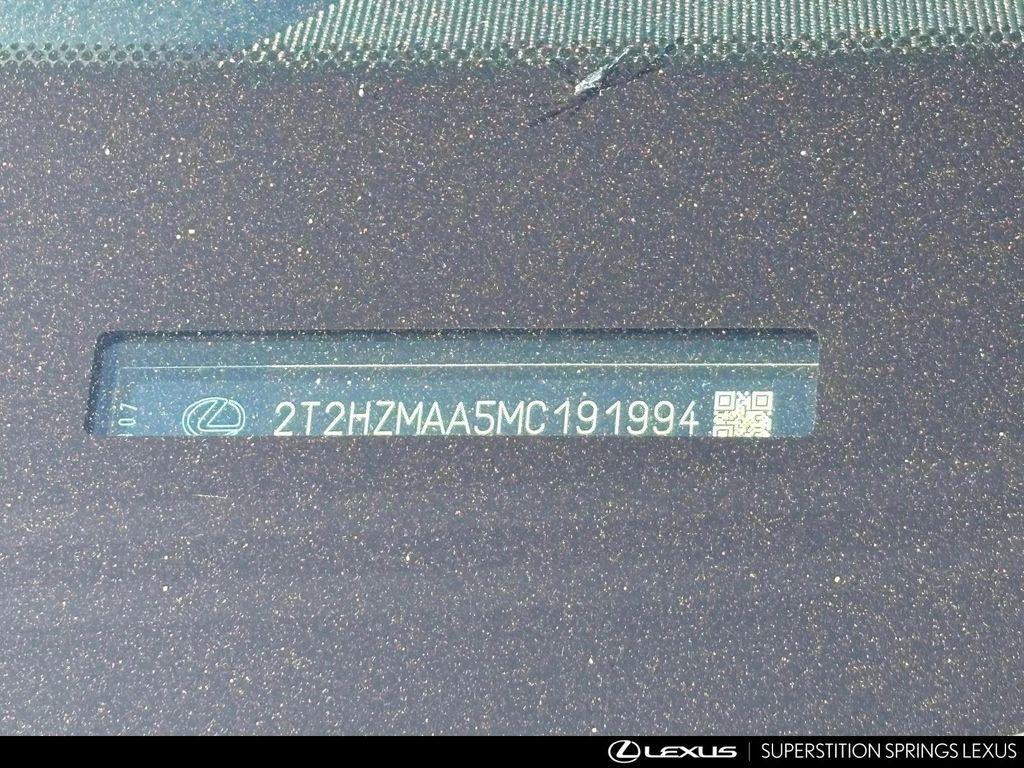 07
2T2HZMAA5MC191994
LEXUS | SUPERSTITION SPRINGS LEXUS